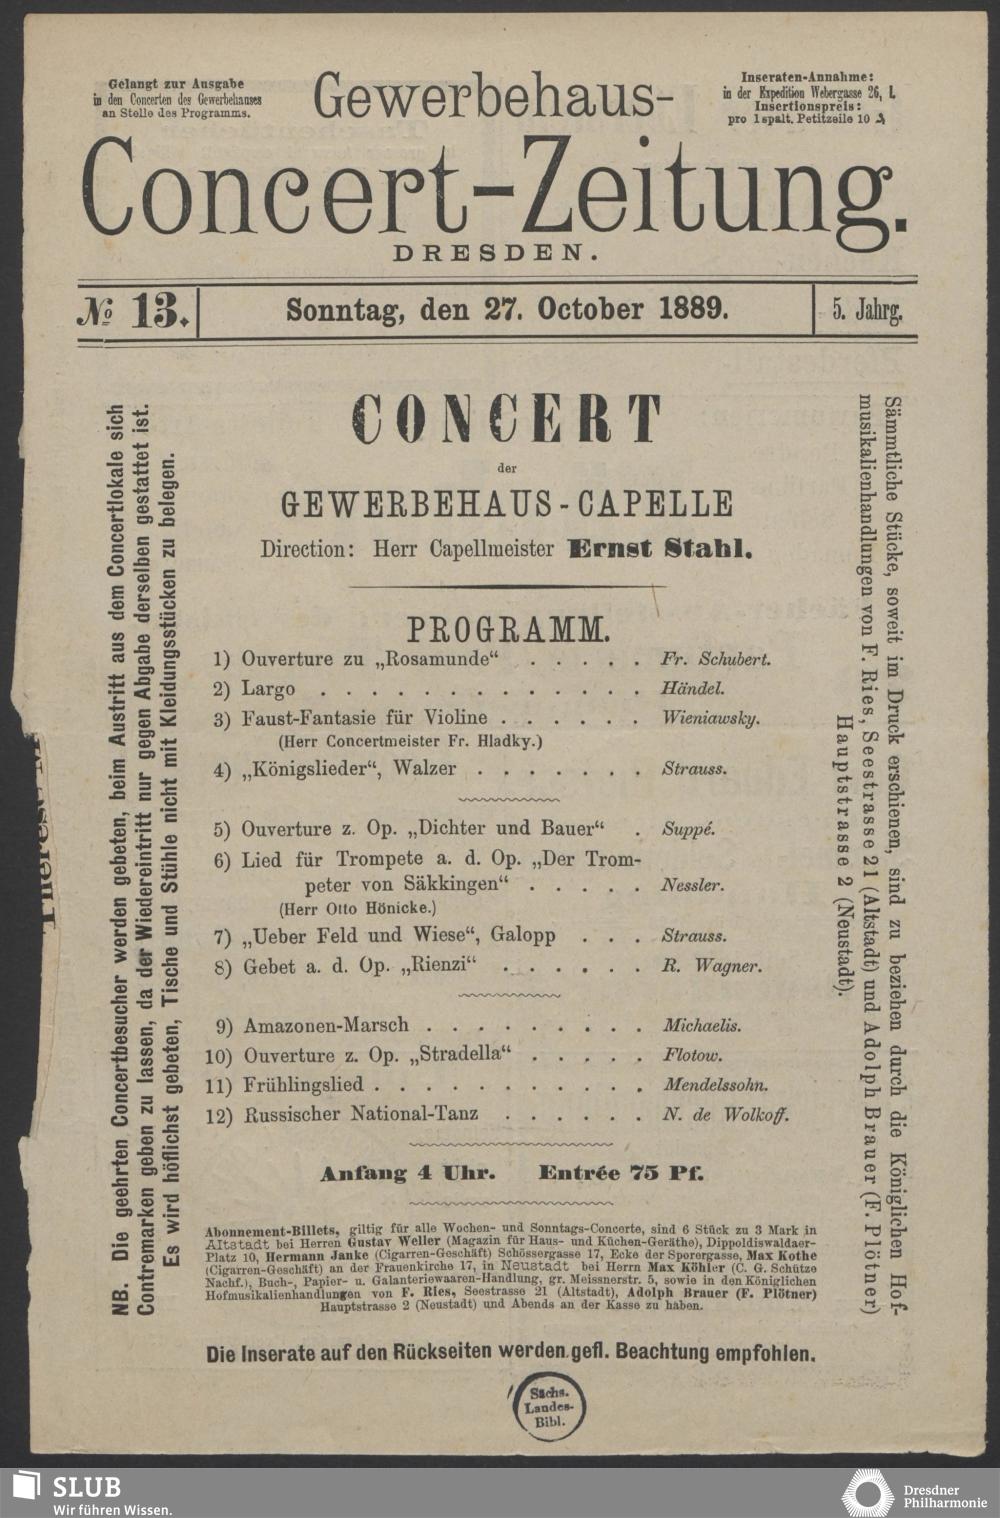 Gelangt zur Ausgabe
in den Concerten des Gewerbehauses
an Stelle des Programms.
Gewerbehaus-
Inseraten-Annahme:
in der Expedition Webergasse 26, I.
Insertionspreis:
pro 1spalt. Petitzeile 10 ₰
Concert-Zeitung.
DRESDEN.
№ 13.
Sonntag, den 27. October 1889.
5. Jahrg.
NB. Die geehrten Concertbesucher werden gebeten, beim Austritt aus dem Concertlokale sich
Contremarken geben zu lassen, da der Wiedereintritt nur gegen Abgabe derselben gestattet ist.
Es wird höflichst gebeten, Tische und Stühle nicht mit Kleidungsstücken zu belegen.
CONCERT
der
GEWERBEHAUS-CAPELLE
Direction: Herr Capellmeister Ernst Stahl.
PROGRAMM.
1) Ouverture zu „Rosamunde“ . . . . . Fr. Schubert.
2) Largo . . . . . . . . . . . . . Händel.
3) Faust-Fantasie für Violine . . . . . . Wieniawsky.
(Herr Concertmeister Fr. Hladky.)
4) „Königslieder“, Walzer . . . . . . . Strauss.
5) Ouverture z. Op. „Dichter und Bauer“ . Suppé.
6) Lied für Trompete a. d. Op. „Der Trom-
peter von Säkkingen“ . . . . . Nessler.
(Herr Otto Hönicke.)
7) „Ueber Feld und Wiese“, Galopp . . . Strauss.
8) Gebet a. d. Op. „Rienzi“ . . . . . . R. Wagner.
9) Amazonen-Marsch . . . . . . . . . Michaelis.
10) Ouverture z. Op. „Stradella“ . . . . . Flotow.
11) Frühlingslied . . . . . . . . . . . Mendelssohn.
12) Russischer National-Tanz . . . . . . N. de Wolkoff.
Anfang 4 Uhr. Entrée 75 Pf.
Abonnement-Billets, giltig für alle Wochen- und Sonntags-Concerte, sind 6 Stück zu 3 Mark in
Altstadt bei Herren Gustav Weller (Magazin für Haus- und Küchen-Geräthe), Dippoldiswaldaer-
Platz 10, Hermann Janke (Cigarren-Geschäft) Schössergasse 17, Ecke der Sporergasse, Max Kothe
(Cigarren-Geschäft) an der Frauenkirche 17, in Neustadt bei Herrn Max Köhler (C. G. Schütze
Nachf.), Buch-, Papier- u. Galanteriewaaren-Handlung, gr. Meissnerstr. 5, sowie in den Königlichen
Hofmusikalienhandlungen von F. Ries, Seestrasse 21 (Altstadt), Adolph Brauer (F. Plötner)
Hauptstrasse 2 (Neustadt) und Abends an der Kasse zu haben.
Die Inserate auf den Rückseiten werden gefl. Beachtung empfohlen.
Sämmtliche Stücke, soweit im Druck erschienen, sind zu beziehen durch die Königlichen Hof-
musikalienhandlungen von F. Ries, Seestrasse 21 (Altstadt) und Adolph Brauer (F. Plötner)
Hauptstrasse 2 (Neustadt).
Sächs.
Landes-
Bibl.
SLUB
Wir führen Wissen.
Dresdner
Philharmonie